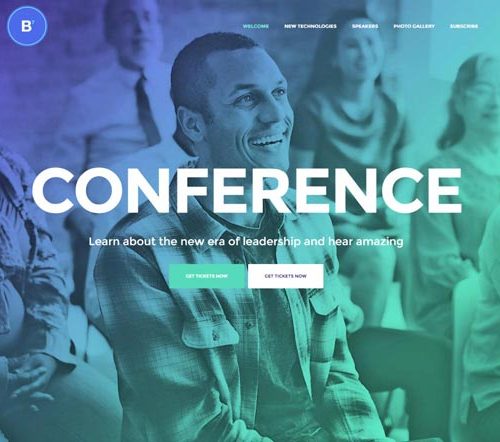 B
WELCOME NEW TECHNOLOGIES SPEAKERS PHOTO GALLERY SUBSCRIBE
CONFERENCE
Learn about the new era of leadership and hear amazing
GET TICKETS NOW GET TICKETS NOW